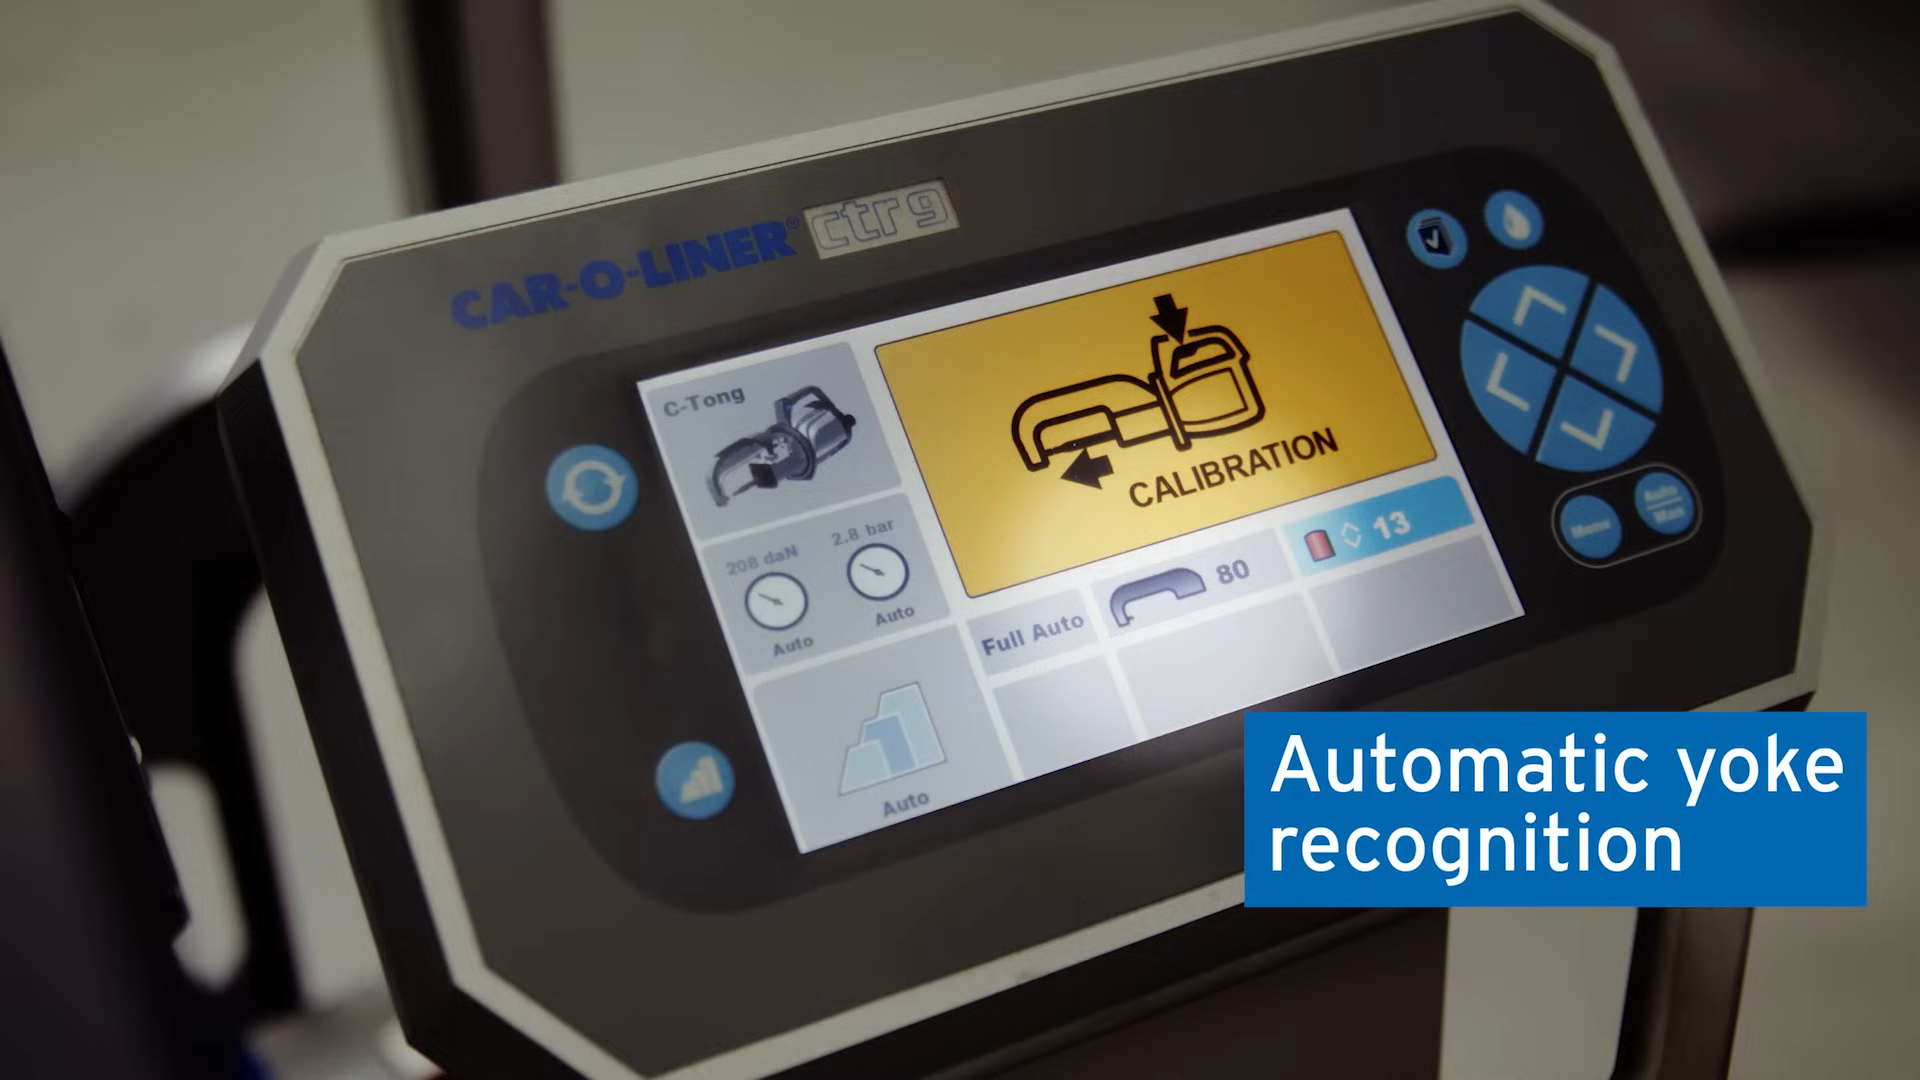 CAR-O-LINER® ctr9
C-Tong
CALIBRATION
208 daN
2.8 bar
Auto
Auto
Full Auto
80
13
Auto
Menu
Auto
Man
Automatic yoke
recognition